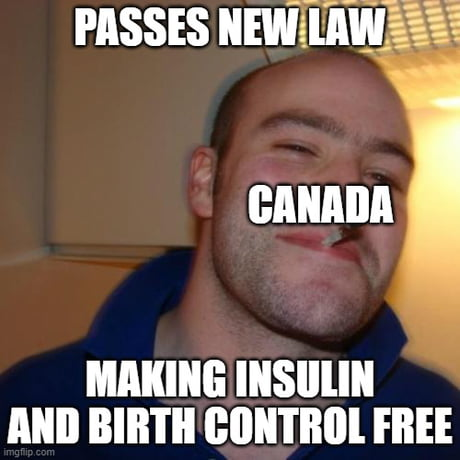 PASSES NEW LAW
CANADA
MAKING INSULIN
AND BIRTH CONTROL FREE
imgflip.com